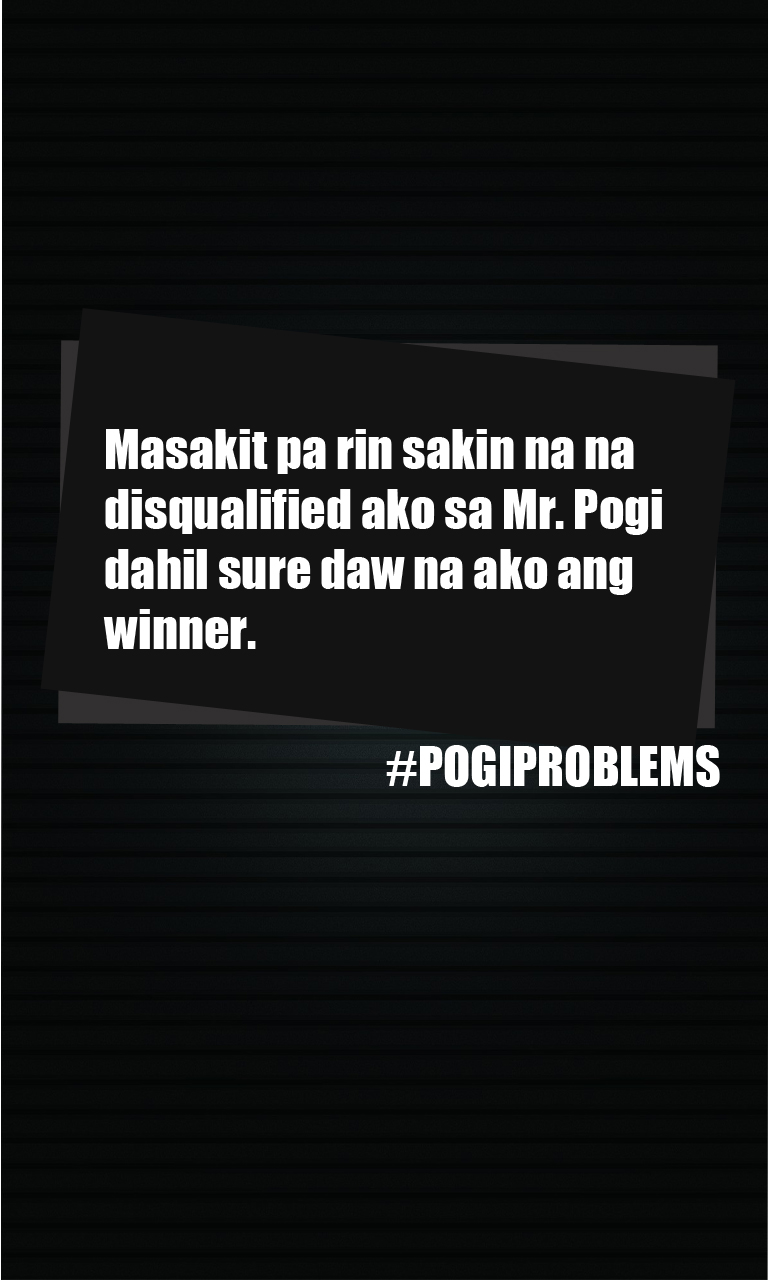 Masakit pa rin sakin na na
disqualified ako sa Mr. Pogi
dahil sure daw na ako ang
winner.
#POGIPROBLEMS